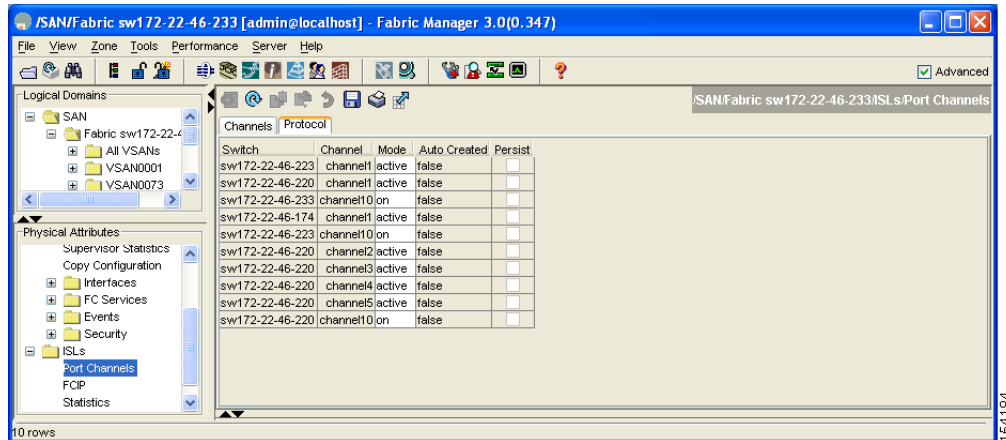 /SAN/Fabric sw172-22-46-233 [admin@localhost] - Fabric Manager 3.0(0.347)
File View Zone Tools Performance Server Help
Advanced
Logical Domains
SAN
Fabric sw172-22-4
All VSANs
VSAN0001
VSAN0073
Physical Attributes
Supervisor Statistics
Copy Configuration
Interfaces
FC Services
Events
Security
ISLs
Port Channels
FCIP
Statistics
/SAN/Fabric sw172-22-46-233/ISLs/Port Channels
Channels Protocol
Switch Channel Mode Auto Created Persist
sw172-22-46-223 channel1 active false
sw172-22-46-220 channel1 active false
sw172-22-46-233 channel10 on false
sw172-22-46-174 channel1 active false
sw172-22-46-223 channel10 on false
sw172-22-46-220 channel2 active false
sw172-22-46-220 channel3 active false
sw172-22-46-220 channel4 active false
sw172-22-46-220 channel5 active false
sw172-22-46-220 channel10 on false
10 rows
154194